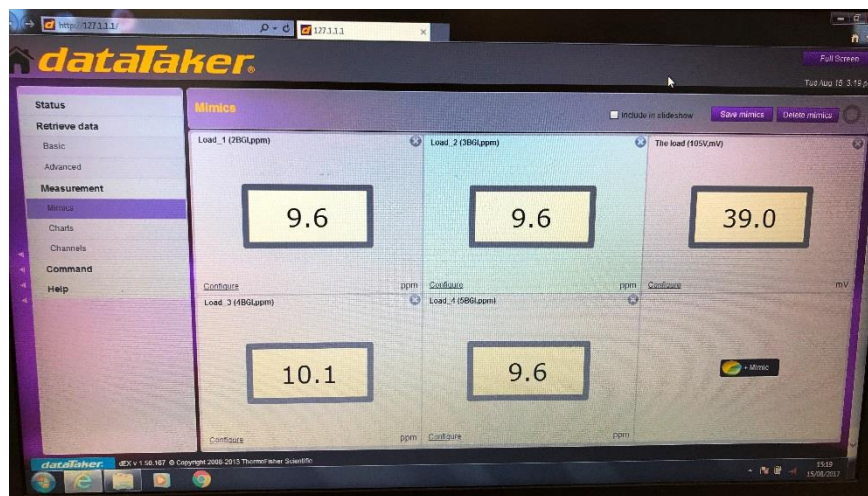 http://127.1.1.1/
127.1.1.1
dataTaker
Full Screen
Tue Aug 15 3:19
Status
Retrieve data
Basic
Advanced
Measurement
Mimics
Charts
Channels
Command
Help
Mimics
Include in slideshow
Save mimics
Delete mimics
Load_1 (2BGI,ppm)
9.6
Configure ppm
Load_2 (3BGI,ppm)
9.6
Configure ppm
The load (105V,mV)
39.0
Configure mV
Load_3 (4BGI,ppm)
10.1
Configure ppm
Load_4 (5BGI,ppm)
9.6
Configure ppm
+ Mimic
dataTaker dEX v 1.50.167 © Copyright 2008-2013 ThermoFisher Scientific
15:19
15/08/2017